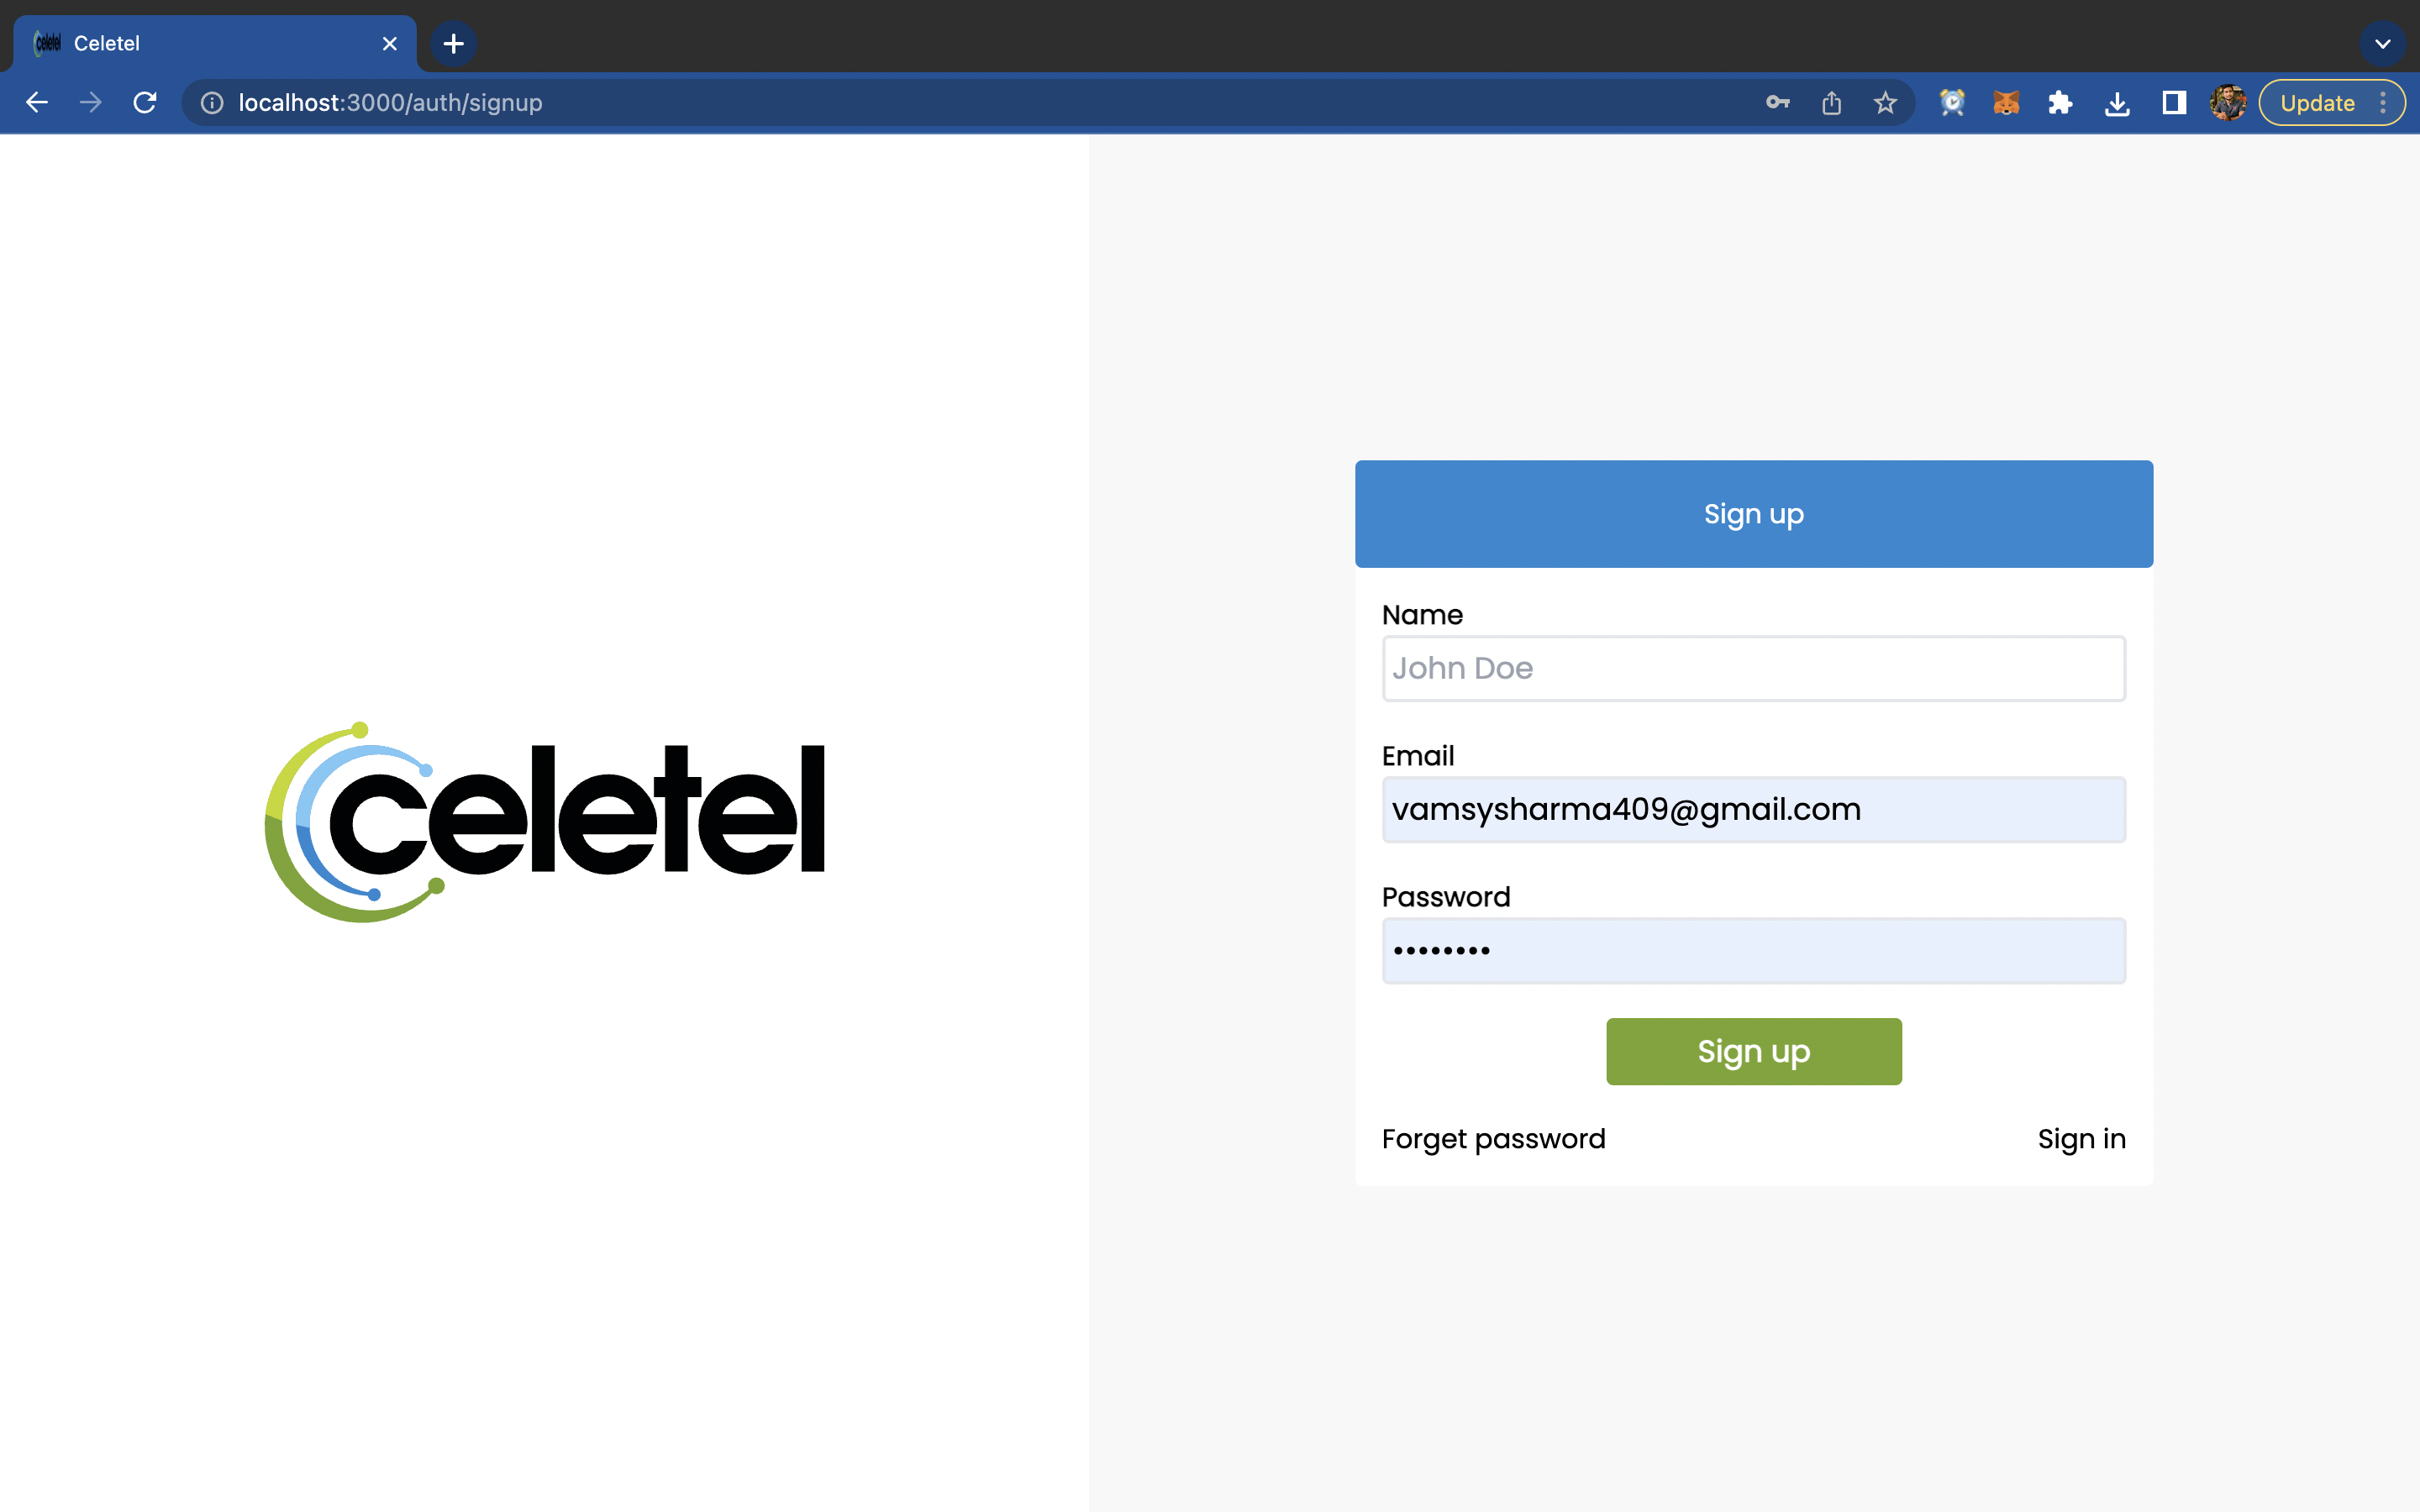 Celetel
localhost:3000/auth/signup
Update
celetel
Sign up
Name
John Doe
Email
vamsysharma409@gmail.com
Password
••••••••
Sign up
Forget password
Sign in